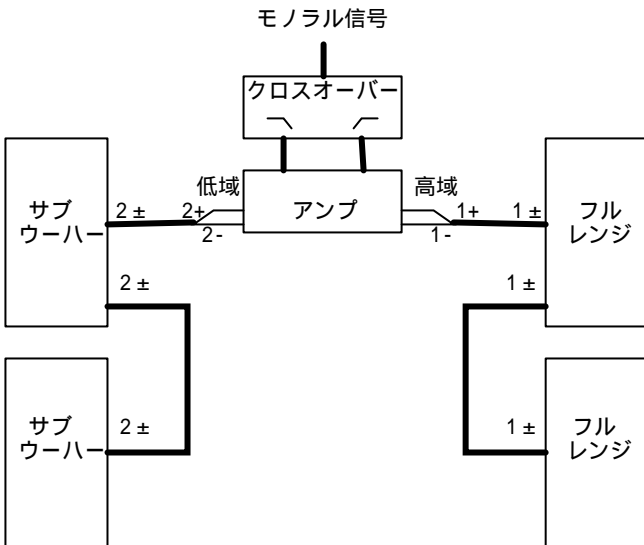 モノラル信号
クロスオーバー
低域
アンプ
高域
サブ
ウーハー
2 ±
2+
2-
1+
1-
1 ±
フル
レンジ
2 ±
1 ±
サブ
ウーハー
2 ±
1 ±
フル
レンジ